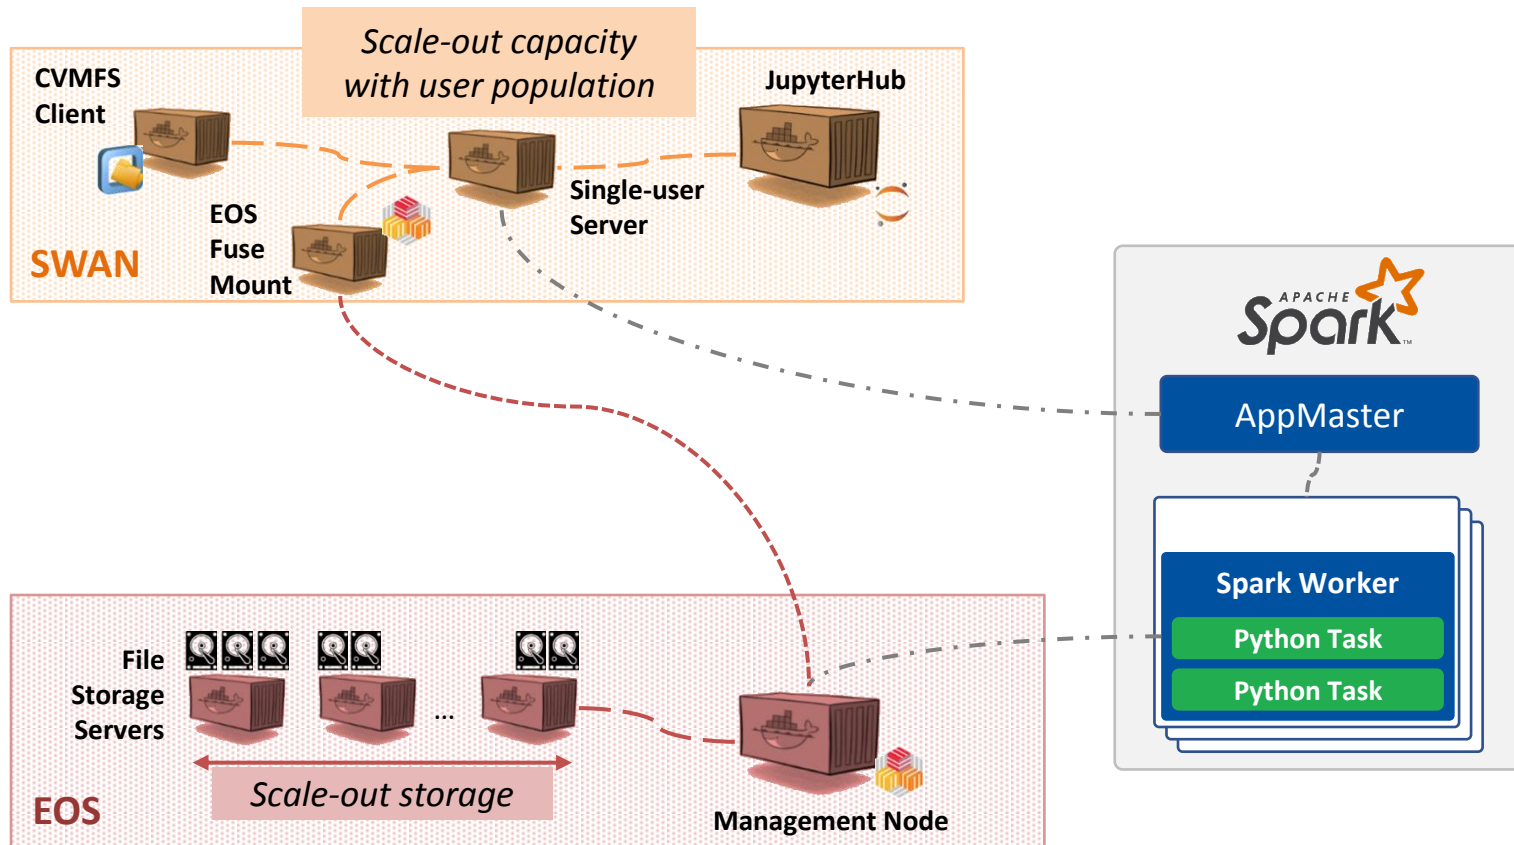 Scale-out capacity
with user population
CVMFS
Client
JupyterHub
Single-user
Server
EOS
Fuse
Mount
SWAN
APACHE
Spark™
AppMaster
Spark Worker
Python Task
Python Task
File
Storage
Servers
...
Scale-out storage
Management Node
EOS